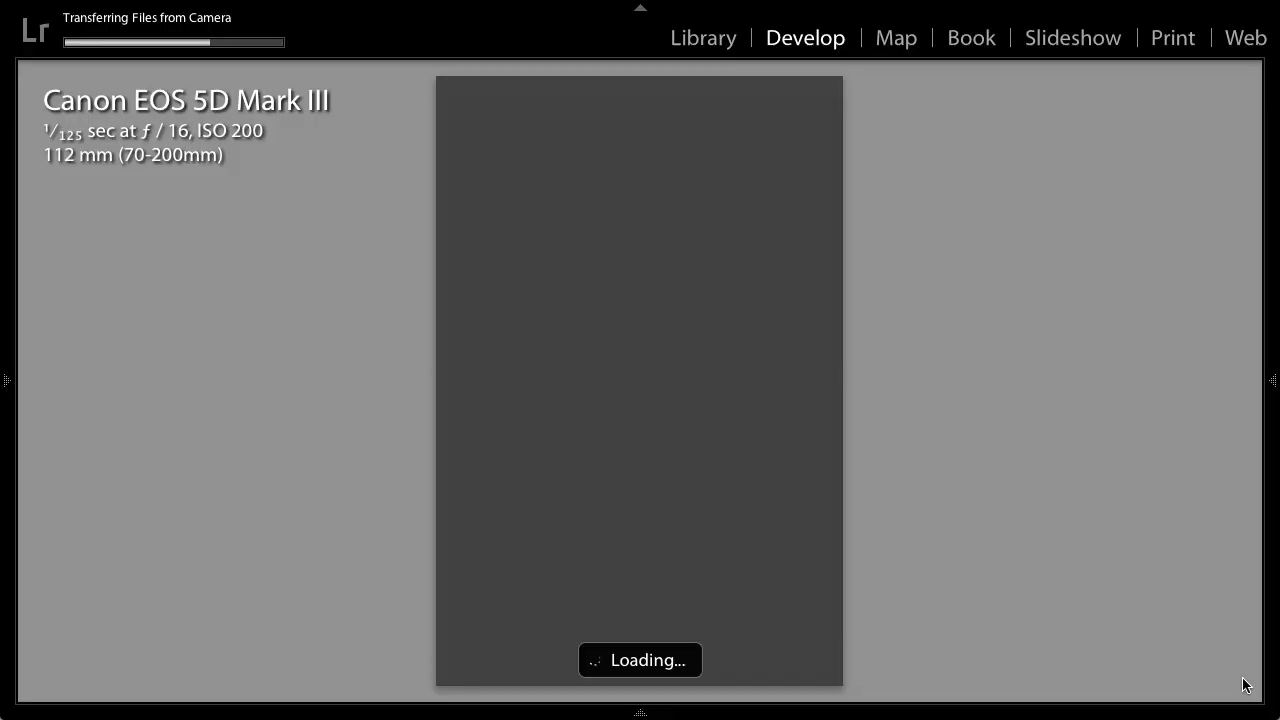 Lr
Transferring Files from Camera
Library | Develop | Map | Book | Slideshow | Print | Web
Canon EOS 5D Mark III
1/125 sec at ƒ / 16, ISO 200
112 mm (70-200mm)
Loading...